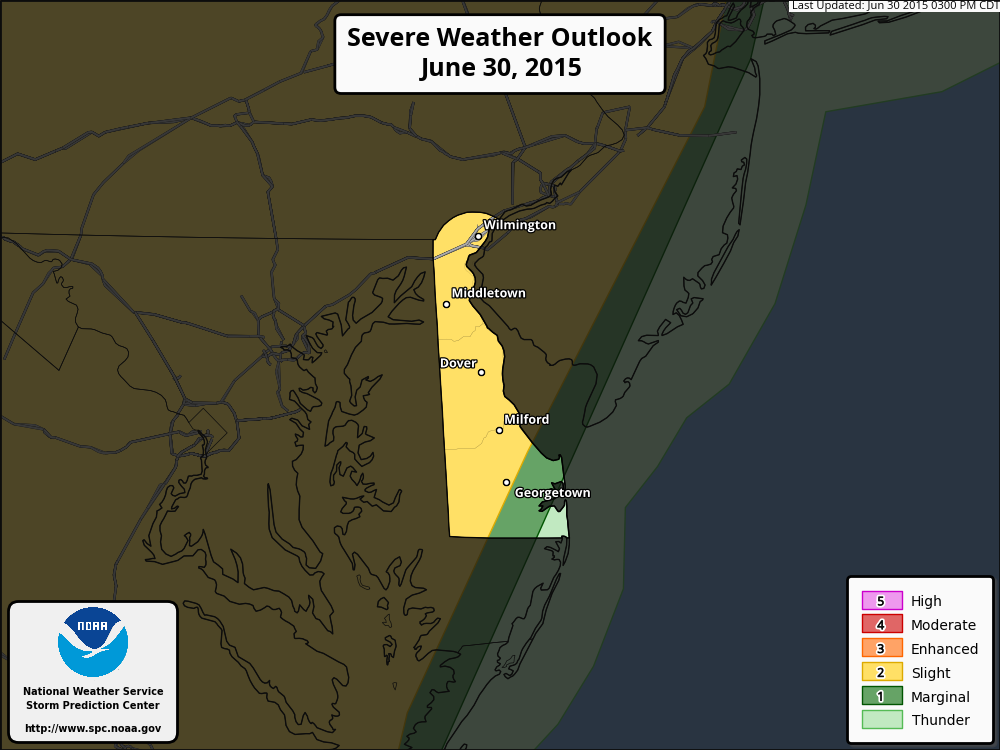 Last Updated: Jun 30 2015 0300 PM CDT
Severe Weather Outlook
June 30, 2015
Wilmington
Middletown
Dover
Milford
Georgetown
NOAA
National Weather Service
Storm Prediction Center
http://www.spc.noaa.gov
5 High
4 Moderate
3 Enhanced
2 Slight
1 Marginal
Thunder